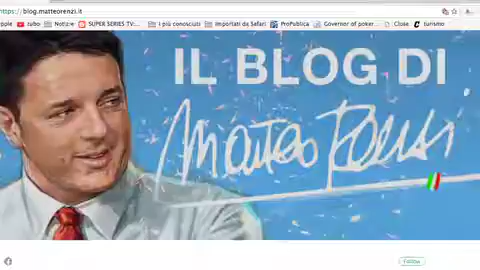 https://blog.matteorenzi.it
pple zubo Notizie SUPER SERIES TV:... I più conosciuti Importati da Safari ProPublica Governor of poker... Close turismo
IL BLOG DI
Matteo Renzi
Follow